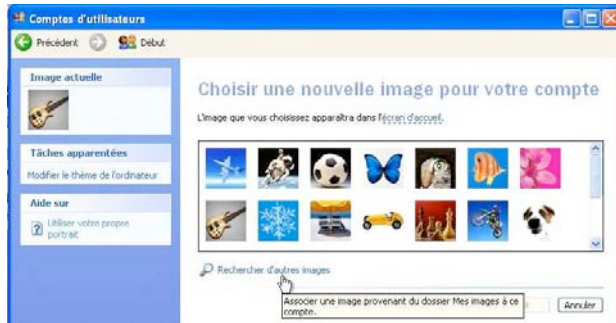 Comptes d'utilisateurs
Précédent
Début
Image actuelle
Tâches apparentées
Modifier le thème de l'ordinateur
Aide sur
Utiliser votre propre
portrait
Choisir une nouvelle image pour votre compte
L'image que vous choisissez apparaîtra dans l'écran d'accueil.
Rechercher d'autres images
Associer une image provenant du dossier Mes images à ce
compte.
Annuler